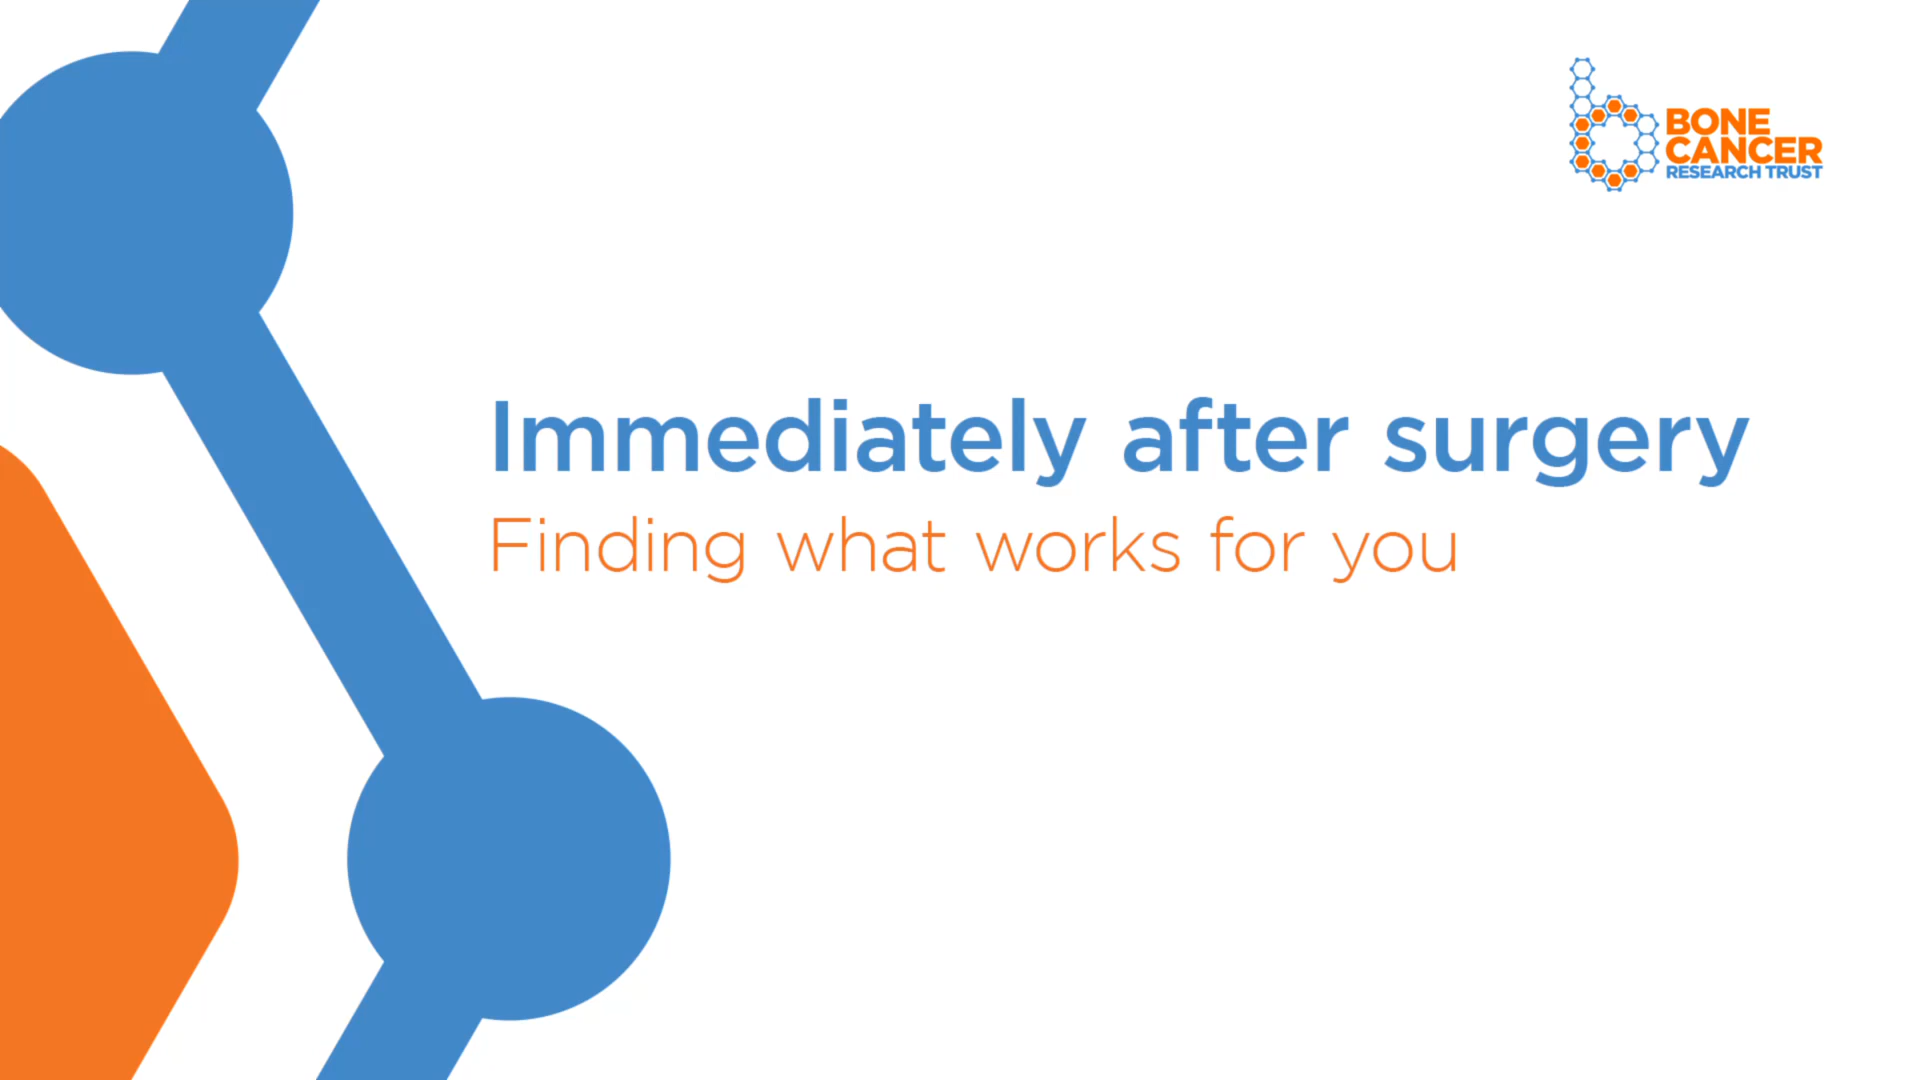 BONE
CANCER
RESEARCH TRUST
Immediately after surgery
Finding what works for you